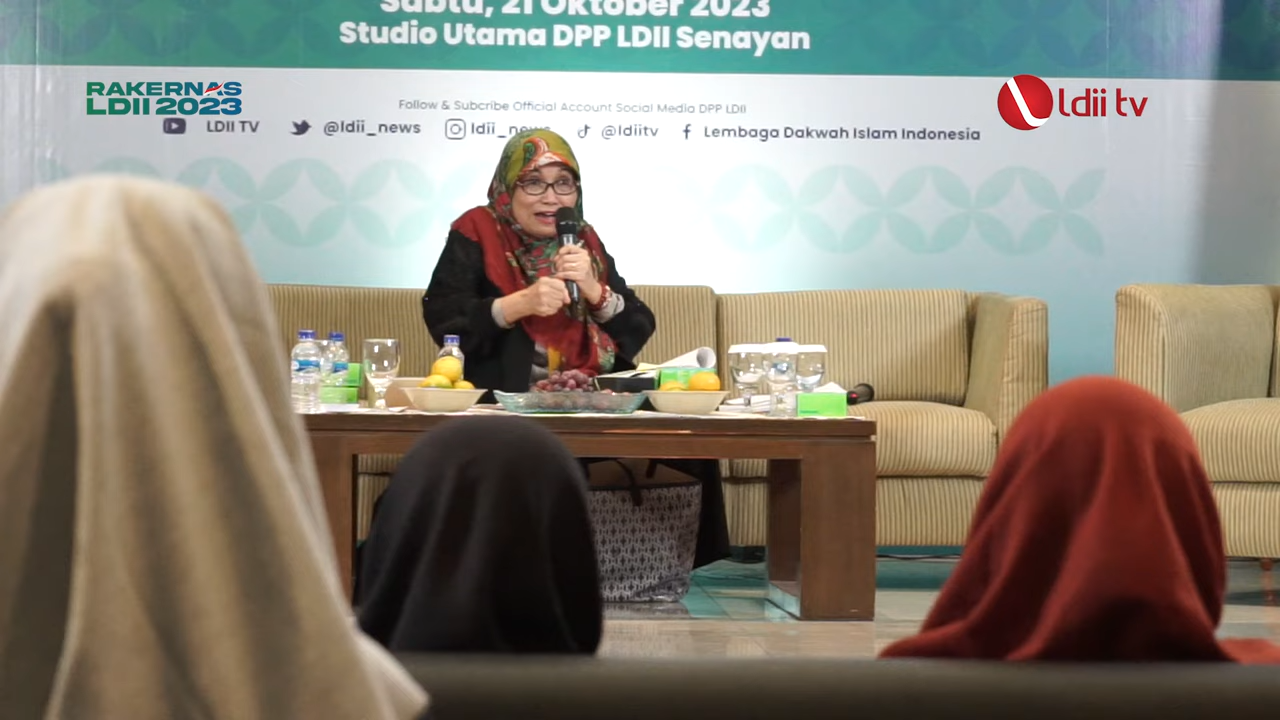 Sabtu, 21 Oktober 2023
Studio Utama DPP LDII Senayan
RAKERNAS
LDII 2023
ldii tv
Follow & Subcribe Official Account Social Media DPP LDII
LDII TV @ldii_news ldii_news @ldiitv Lembaga Dakwah Islam Indonesia